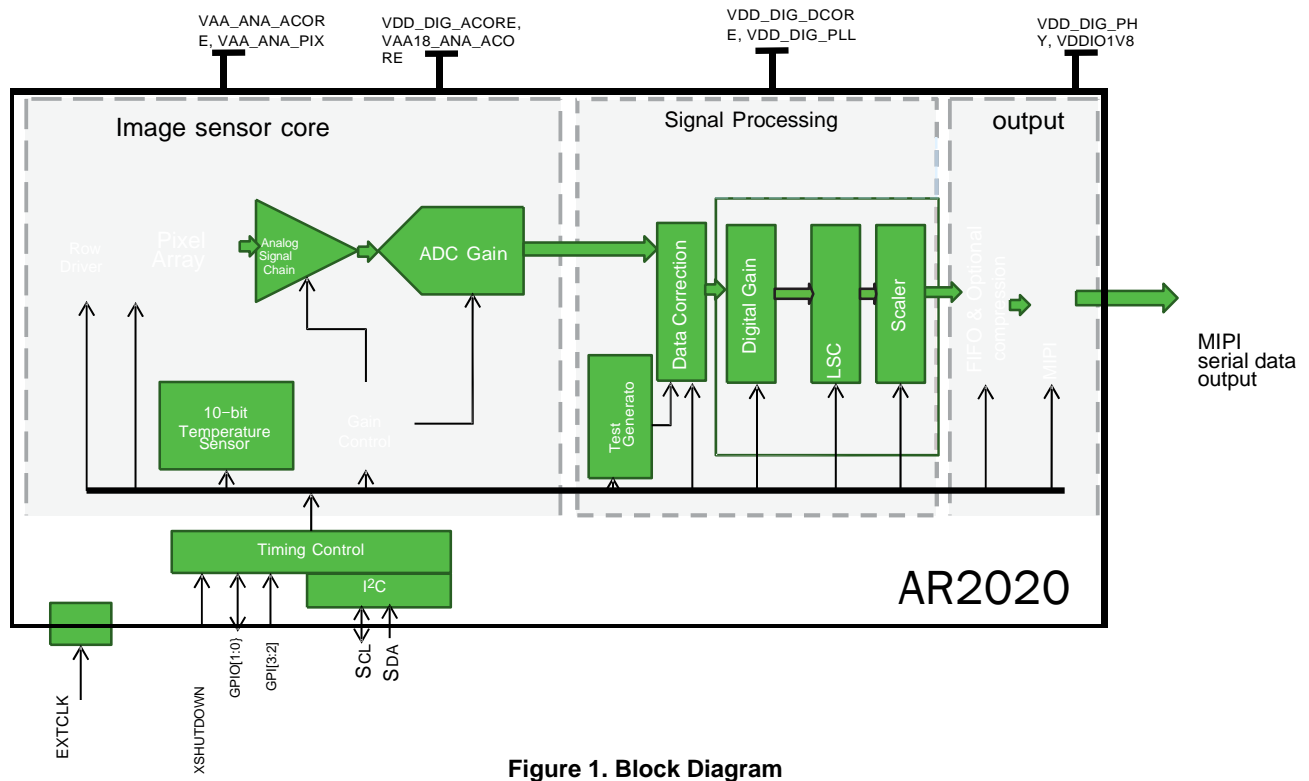 VAA_ANA_ACOR
E, VAA_ANA_PIX
VDD_DIG_ACORE,
VAA18_ANA_ACO
RE
VDD_DIG_DCOR
E, VDD_DIG_PLL
VDD_DIG_PH
Y, VDDIO1V8
Image sensor core
Signal Processing
output
Row
Driver
Pixel
Array
Analog
Signal
Chain
ADC Gain
Data Correction
Digital Gain
LSC
Scaler
FIFO & Optional
compression
MIPI
MIPI
serial data
output
10−bit
Temperature
Sensor
Gain
Control
Test
Generato
Timing Control
I²C
AR2020
EXTCLK
XSHUTDOWN
GPIO[1:0}
GPI[3:2]
SCL
SDA
Figure 1. Block Diagram